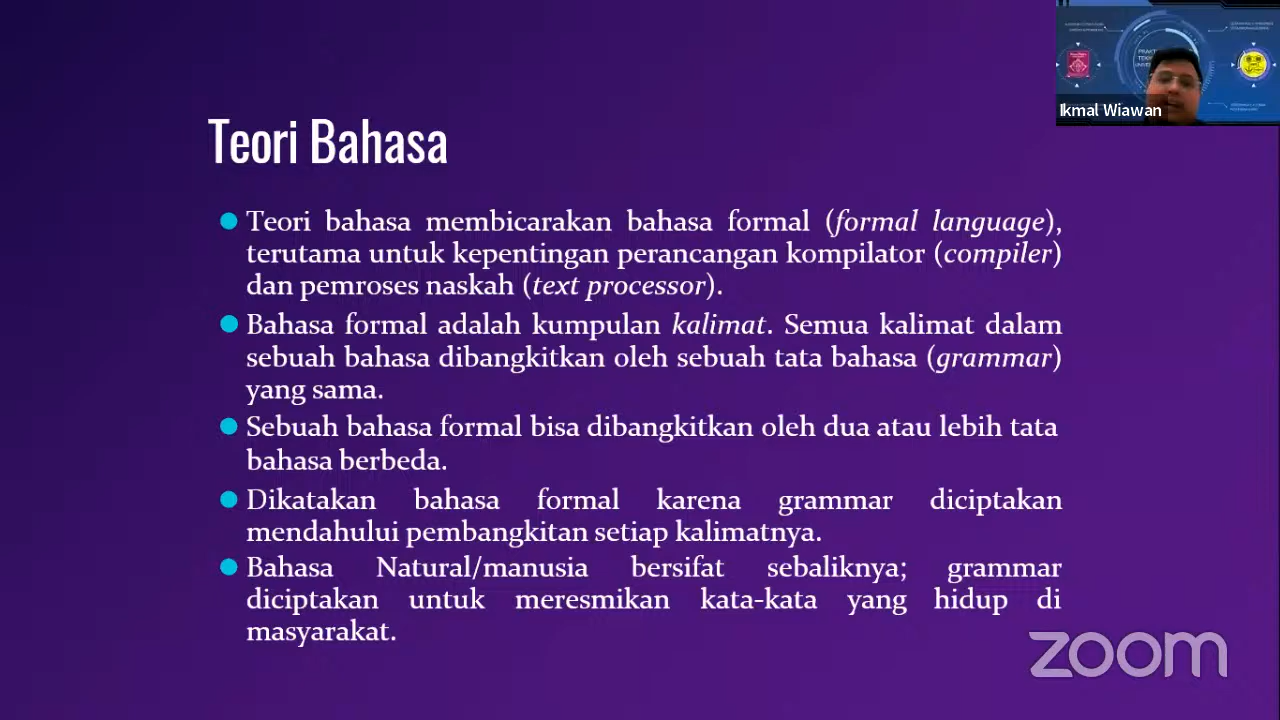 Ikmal Wiawan
Teori Bahasa
Teori bahasa membicarakan bahasa formal (formal language),
terutama untuk kepentingan perancangan kompilator (compiler)
dan pemroses naskah (text processor).
Bahasa formal adalah kumpulan kalimat. Semua kalimat dalam
sebuah bahasa dibangkitkan oleh sebuah tata bahasa (grammar)
yang sama.
Sebuah bahasa formal bisa dibangkitkan oleh dua atau lebih tata
bahasa berbeda.
Dikatakan bahasa formal karena grammar diciptakan
mendahului pembangkitan setiap kalimatnya.
Bahasa Natural/manusia bersifat sebaliknya; grammar
diciptakan untuk meresmikan kata-kata yang hidup di
masyarakat.
zoom